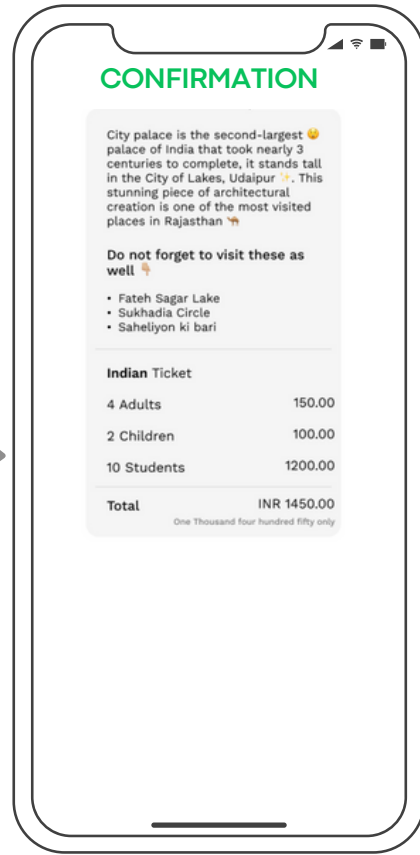 CONFIRMATION
City palace is the second-largest 😯
palace of India that took nearly 3
centuries to complete, it stands tall
in the City of Lakes, Udaipur ✨. This
stunning piece of architectural
creation is one of the most visited
places in Rajasthan 🐪
Do not forget to visit these as
well 👇🏼
• Fateh Sagar Lake
• Sukhadia Circle
• Saheliyon ki bari
Indian Ticket
4 Adults 150.00
2 Children 100.00
10 Students 1200.00
Total INR 1450.00
One Thousand four hundred fifty only